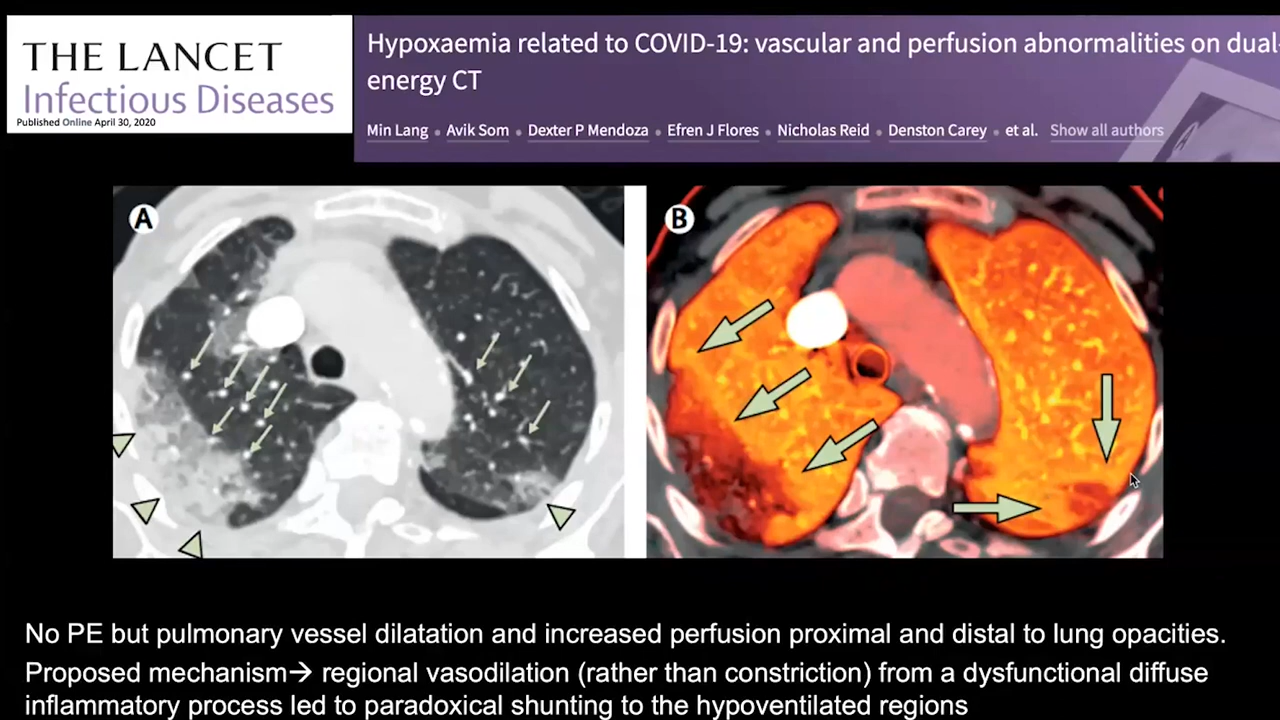 THE LANCET
Infectious Diseases
Published Online April 30, 2020
Hypoxaemia related to COVID-19: vascular and perfusion abnormalities on dual-
energy CT
Min Lang • Avik Som • Dexter P Mendoza • Efren J Flores • Nicholas Reid • Denston Carey • et al. Show all authors
A
B
No PE but pulmonary vessel dilatation and increased perfusion proximal and distal to lung opacities.
Proposed mechanism→ regional vasodilation (rather than constriction) from a dysfunctional diffuse
inflammatory process led to paradoxical shunting to the hypoventilated regions